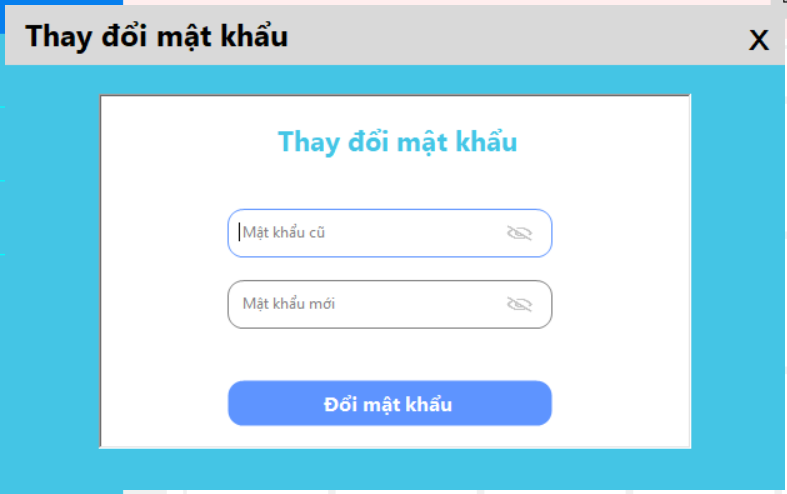 Thay đổi mật khẩu
X
Thay đổi mật khẩu
Mật khẩu cũ
Mật khẩu mới
Đổi mật khẩu